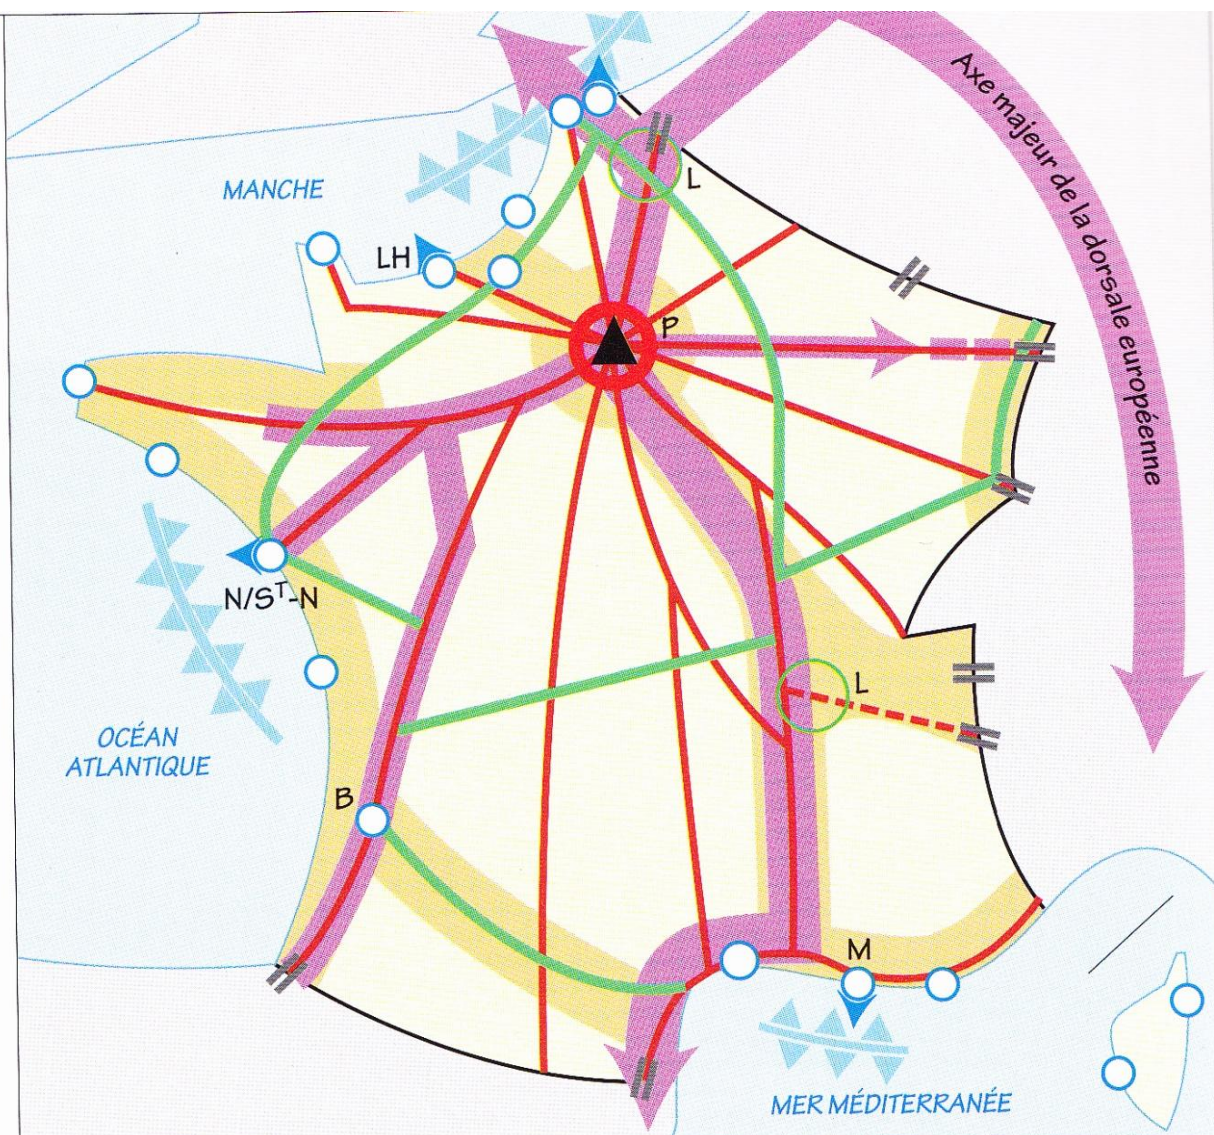 Axe majeur de la dorsale européenne
MANCHE
L
LH
P
N/Sᵀ-N
L
OCÉAN
ATLANTIQUE
B
M
MER MÉDITERRANÉE